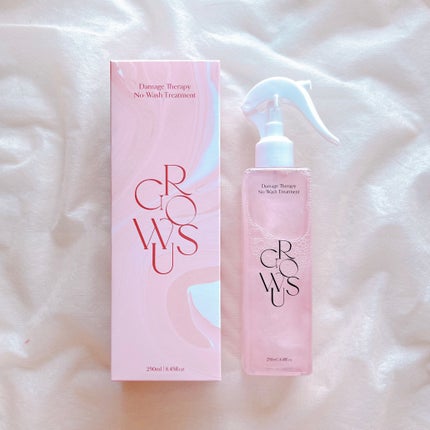 Damage Therapy
No-Wash Treatment
GROWUS
250ml | 8.45fl.oz
Damage Therapy
No-Wash Treatment
GROWUS
250ml | 8.45fl.oz